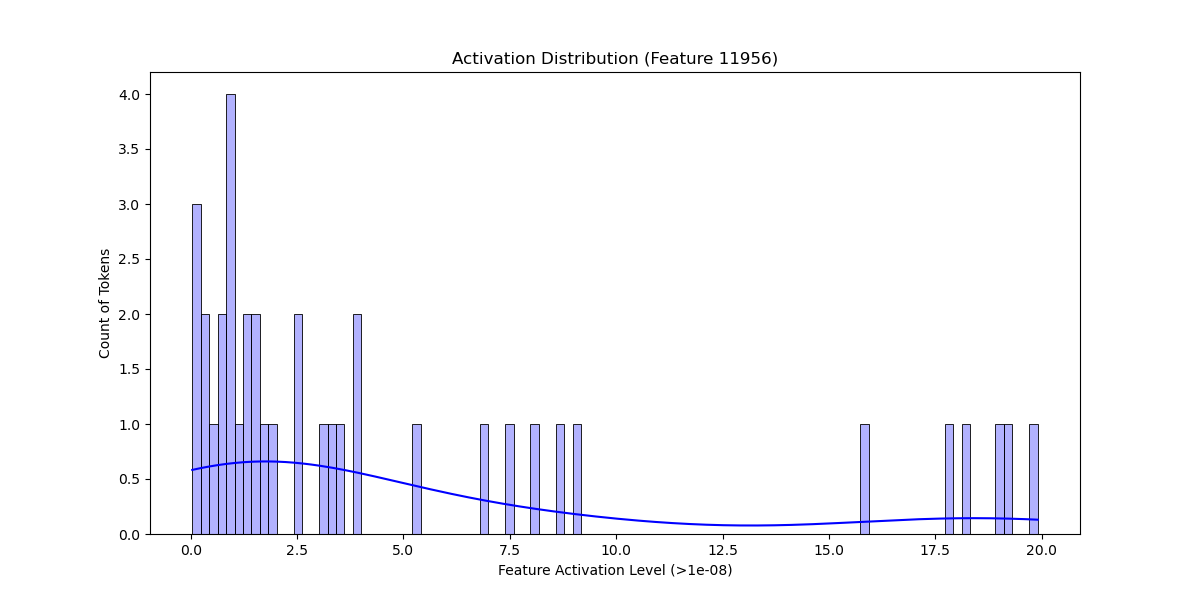 Activation Distribution (Feature 11956)
4.0
3.5
3.0
2.5
2.0
1.5
1.0
0.5
0.0
Count of Tokens
0.0 2.5 5.0 7.5 10.0 12.5 15.0 17.5 20.0
Feature Activation Level (>1e-08)